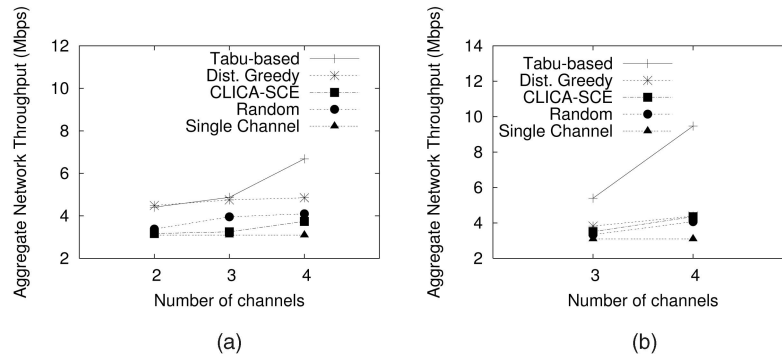 Aggregate Network Throughput (Mbps)
12
10
8
6
4
2
2
3
4
Number of channels
Tabu-based
Dist. Greedy
CLICA-SCE
Random
Single Channel
(a)
Aggregate Network Throughput (Mbps)
14
12
10
8
6
4
2
3
4
Number of channels
Tabu-based
Dist. Greedy
CLICA-SCE
Random
Single Channel
(b)